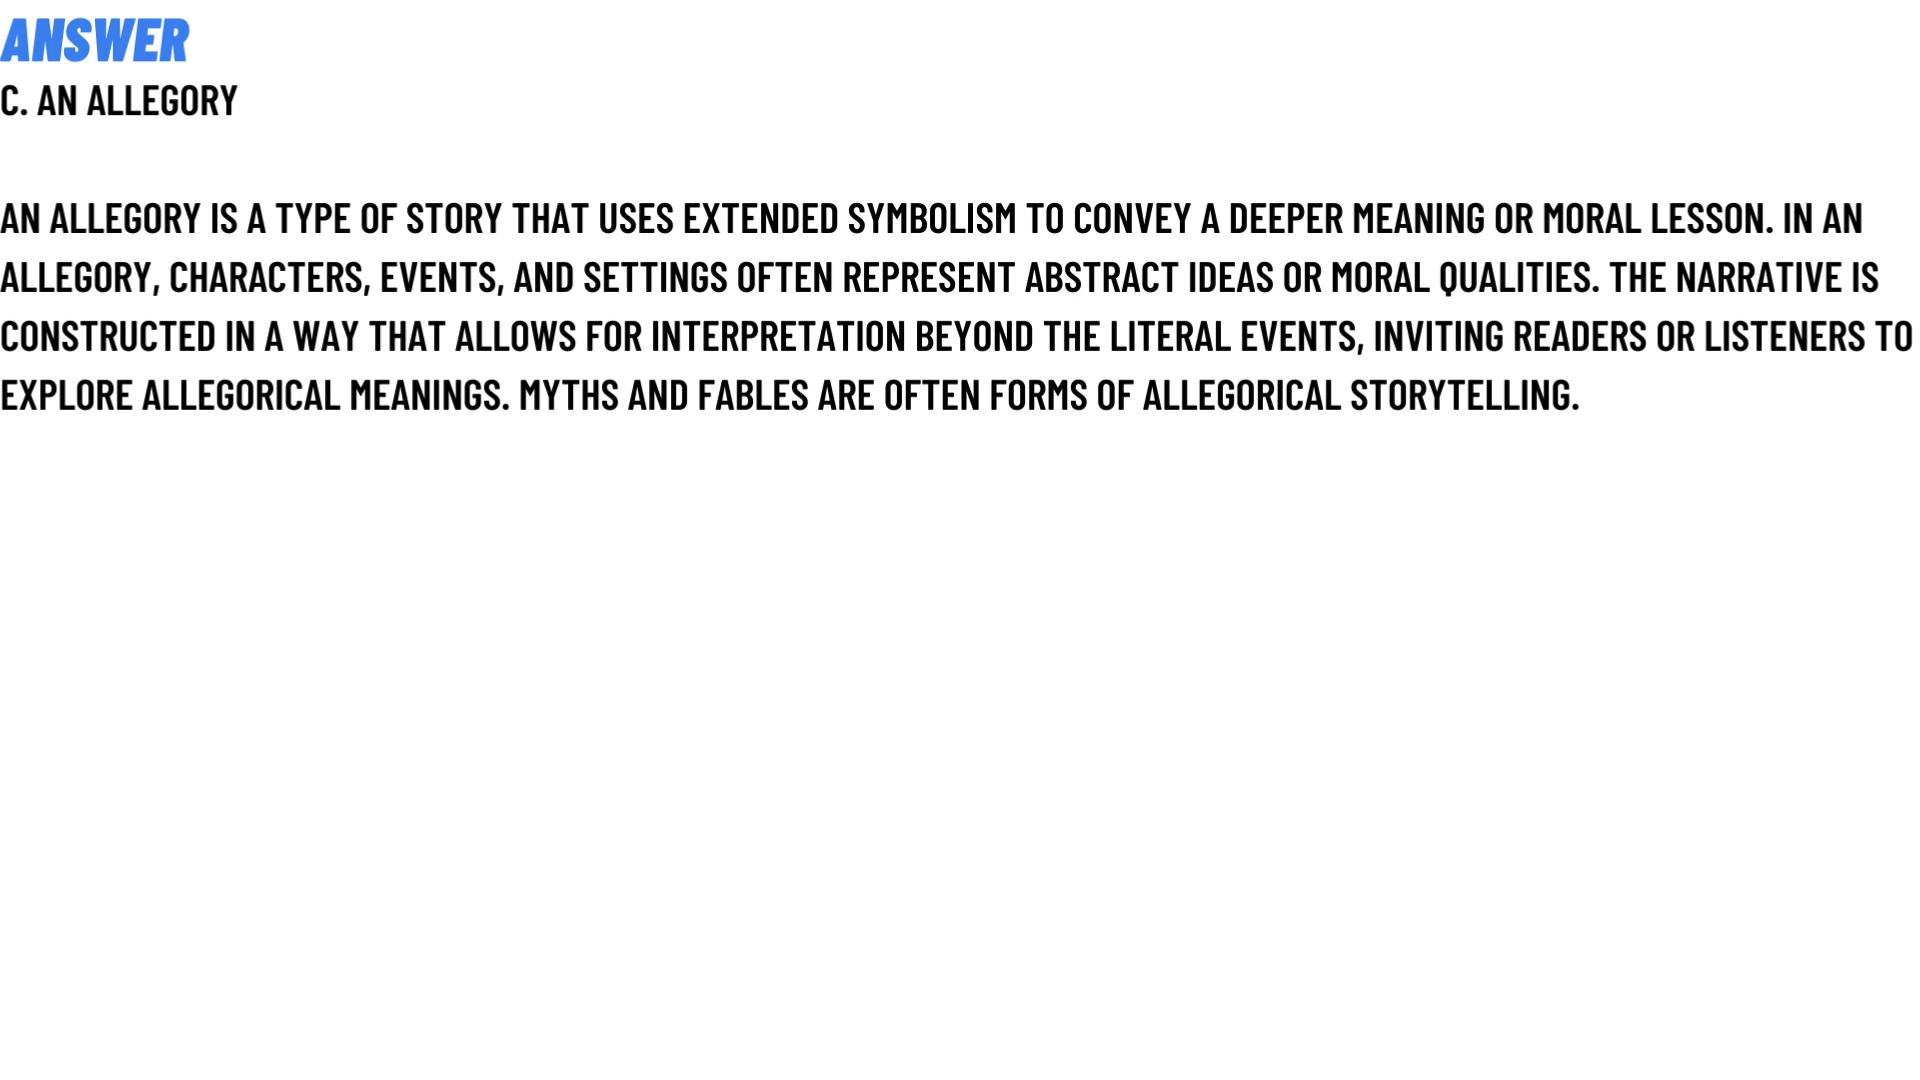 ANSWER
C. AN ALLEGORY
AN ALLEGORY IS A TYPE OF STORY THAT USES EXTENDED SYMBOLISM TO CONVEY A DEEPER MEANING OR MORAL LESSON. IN AN
ALLEGORY, CHARACTERS, EVENTS, AND SETTINGS OFTEN REPRESENT ABSTRACT IDEAS OR MORAL QUALITIES. THE NARRATIVE IS
CONSTRUCTED IN A WAY THAT ALLOWS FOR INTERPRETATION BEYOND THE LITERAL EVENTS, INVITING READERS OR LISTENERS TO
EXPLORE ALLEGORICAL MEANINGS. MYTHS AND FABLES ARE OFTEN FORMS OF ALLEGORICAL STORYTELLING.